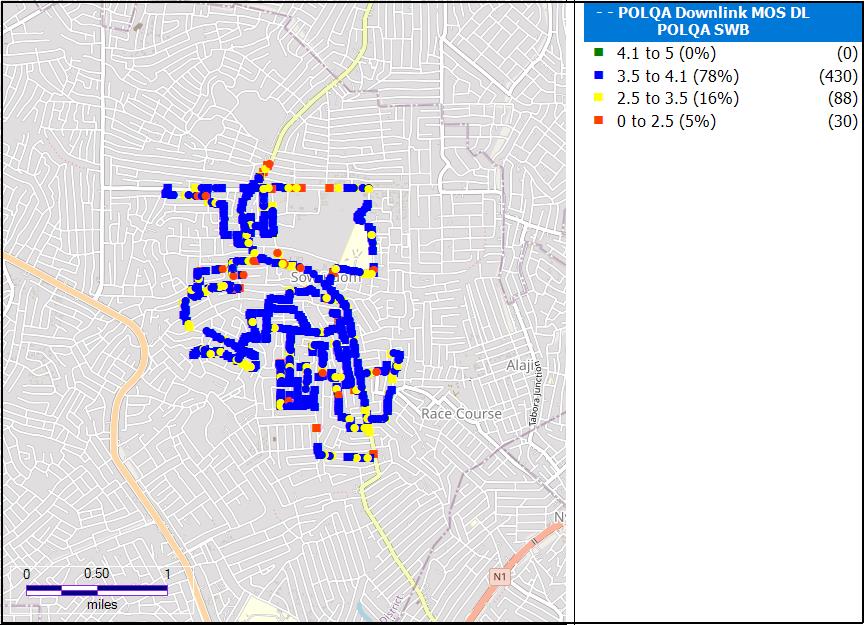 - - POLQA Downlink MOS DL
POLQA SWB
4.1 to 5 (0%) (0)
3.5 to 4.1 (78%) (430)
2.5 to 3.5 (16%) (88)
0 to 2.5 (5%) (30)
Alajir
Tabora Junction
Race Course
N1
District
0 0.50 1
miles